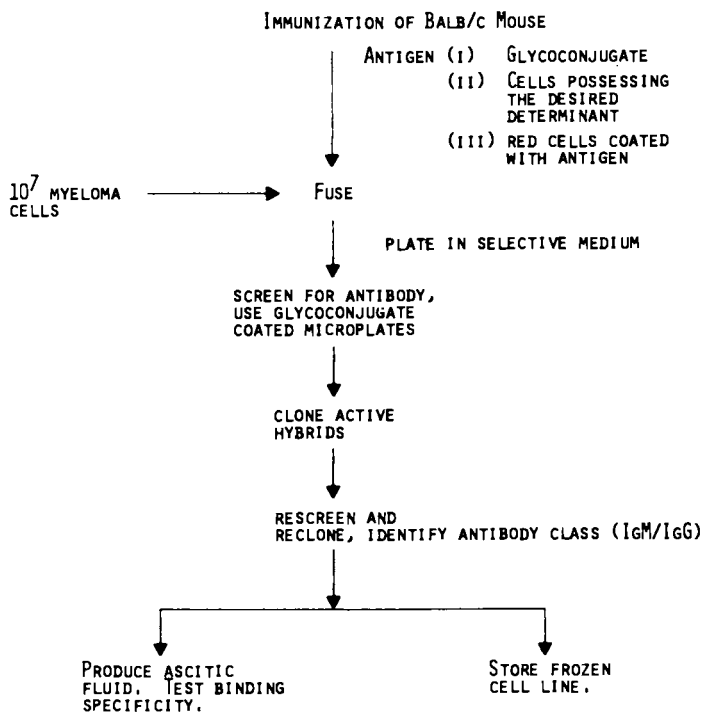 IMMUNIZATION OF BALB/C MOUSE
ANTIGEN (I) GLYCOCONJUGATE
(II) CELLS POSSESSING
THE DESIRED
DETERMINANT
(III) RED CELLS COATED
WITH ANTIGEN
10⁷ MYELOMA
CELLS
FUSE
PLATE IN SELECTIVE MEDIUM
SCREEN FOR ANTIBODY,
USE GLYCOCONJUGATE
COATED MICROPLATES
CLONE ACTIVE
HYBRIDS
RESCREEN AND
RECLONE, IDENTIFY ANTIBODY CLASS (IGM/IGG)
PRODUCE ASCITIC
FLUID. TEST BINDING
SPECIFICITY.
STORE FROZEN
CELL LINE.